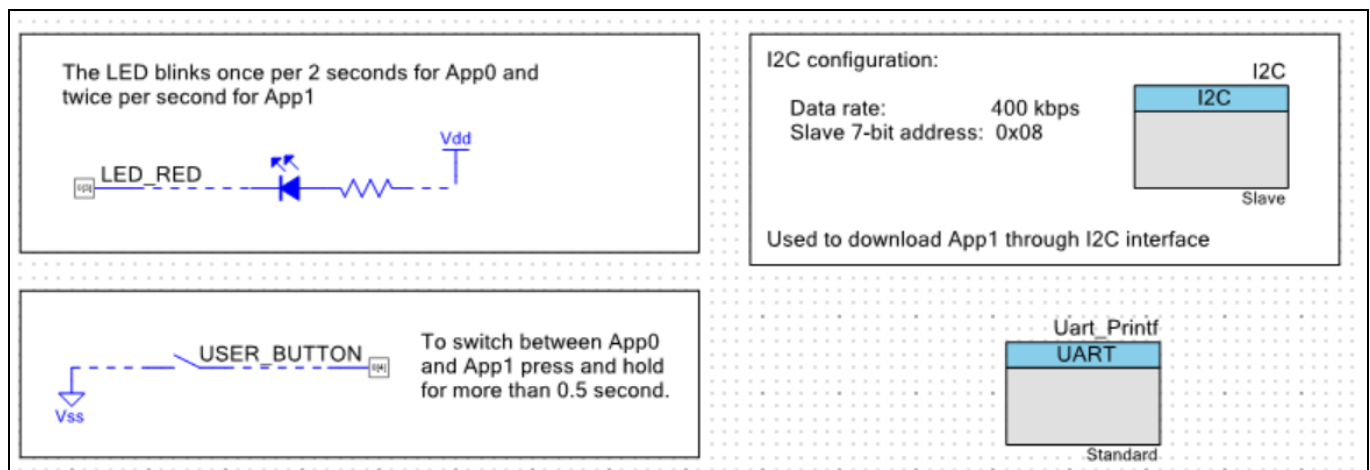 The LED blinks once per 2 seconds for App0 and
twice per second for App1
Vdd
LED_RED
I2C configuration:
Data rate: 400 kbps
Slave 7-bit address: 0x08
I2C
I2C
Slave
Used to download App1 through I2C interface
USER_BUTTON
Vss
To switch between App0
and App1 press and hold
for more than 0.5 second.
Uart_Printf
UART
Standard